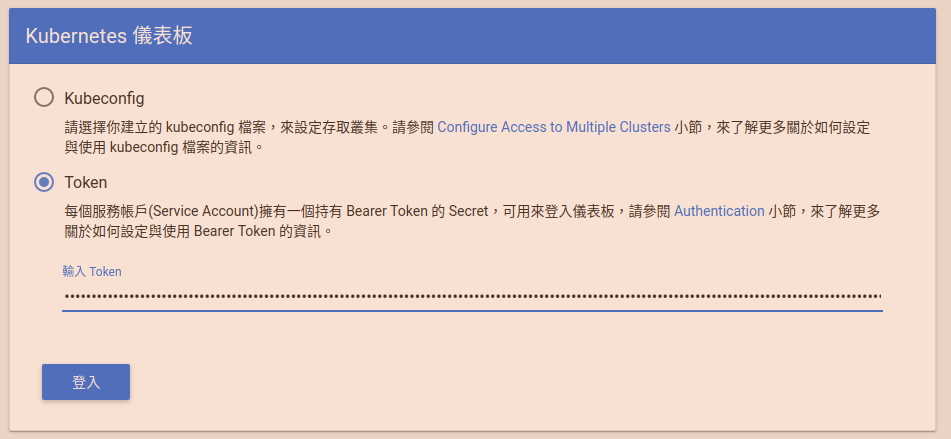 Kubernetes 儀表板
Kubeconfig
請選擇你建立的 kubeconfig 檔案，來設定存取叢集。請參閱 Configure Access to Multiple Clusters 小節，來了解更多關於如何設定
與使用 kubeconfig 檔案的資訊。
Token
每個服務帳戶(Service Account)擁有一個持有 Bearer Token 的 Secret，可用來登入儀表板，請參閱 Authentication 小節，來了解更多
關於如何設定與使用 Bearer Token 的資訊。
輸入 Token
登入